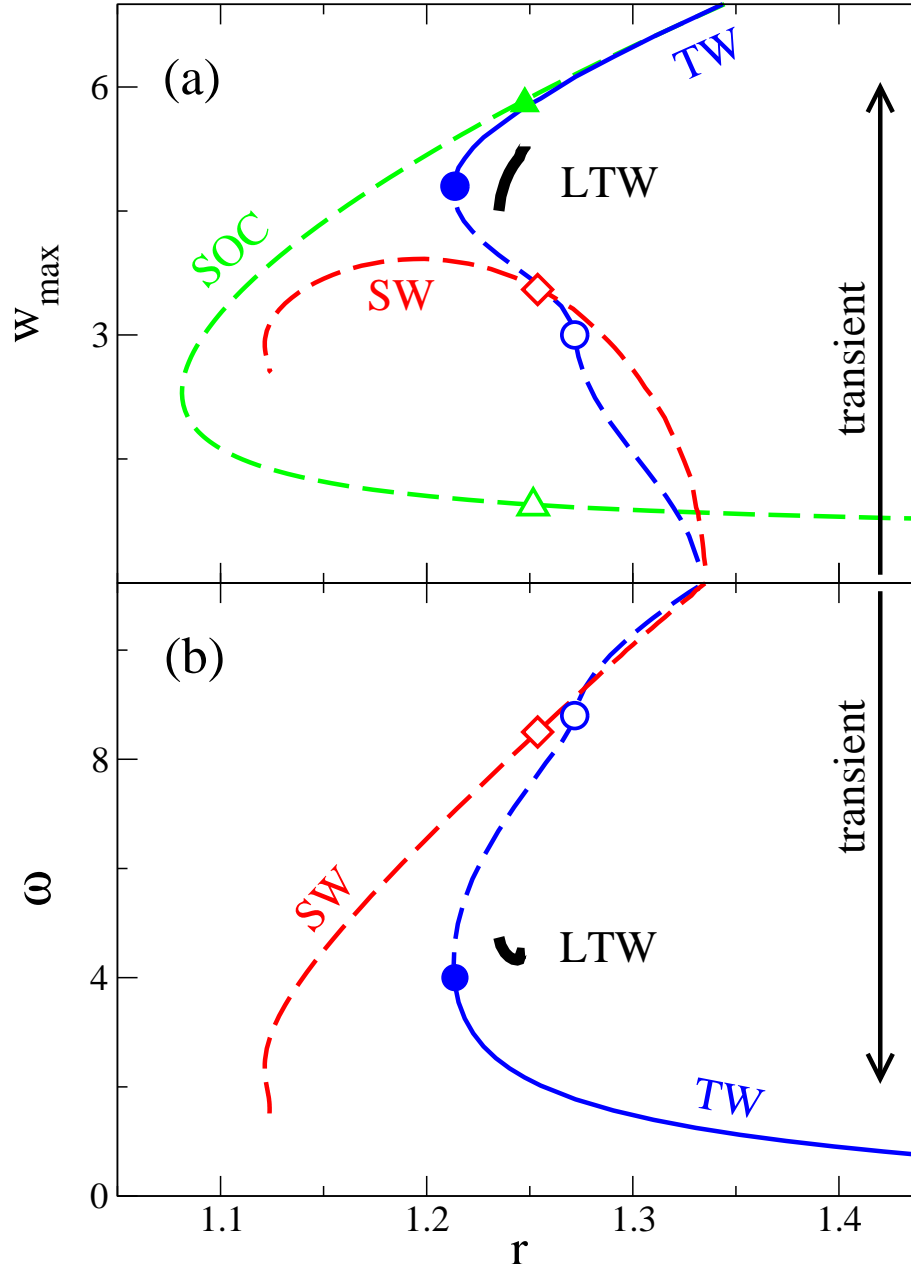 (a)
TW
6
LTW
SOC
SW
w_max
3
transient
(b)
8
transient
SW
ω
LTW
4
TW
0
1.1 1.2 1.3 1.4
r